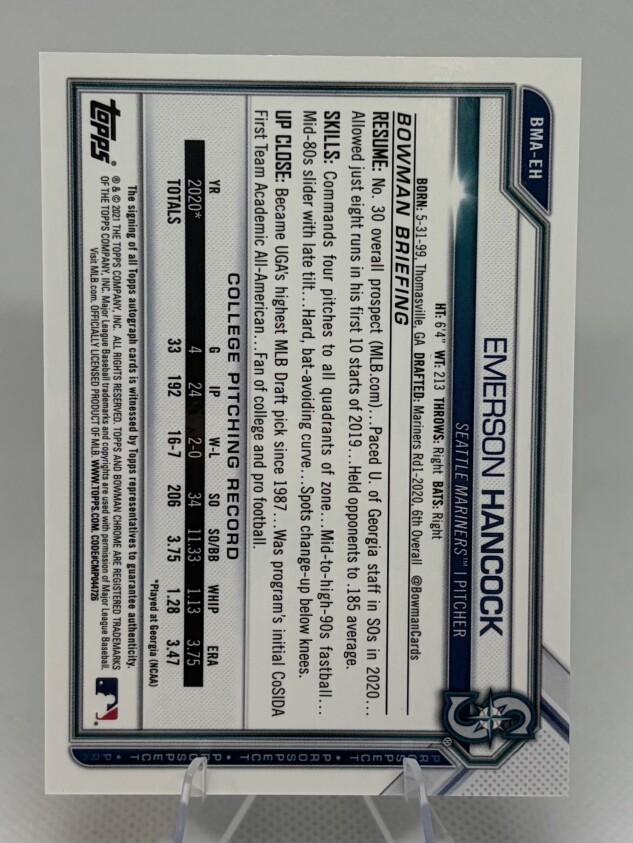 BMA-EH
EMERSON HANCOCK
SEATTLE MARINERS™ | PITCHER
HT: 6'4" WT: 213 THROWS: Right BATS: Right
BORN: 5-31-99, Thomasville, GA DRAFTED: Mariners Rd1-2020, 6th Overall @BowmanCards
BOWMAN BRIEFING
RESUME: No. 30 overall prospect (MLB.com)...Paced U. of Georgia staff in SOs in 2020...
Allowed just eight runs in his first 10 starts of 2019...Held opponents to .185 average.
SKILLS: Commands four pitches to all quadrants of zone...Mid-to-high-90s fastball...
Mid-80s slider with late tilt...Hard, bat-avoiding curve...Spots change-up below knees.
UP CLOSE: Became UGA's highest MLB Draft pick since 1987...Was program's initial CoSIDA
First Team Academic All-American...Fan of college and pro football.
COLLEGE PITCHING RECORD
YR G IP W-L SO SO/BB WHIP ERA
2020* 4 24 2-0 34 11.33 1.13 3.75
TOTALS 33 192 16-7 206 3.75 1.28 3.47
*Played at Georgia (NCAA)
topps®
The signing of all Topps autograph cards is witnessed by Topps representatives to guarantee authenticity.
® & © 2021 THE TOPPS COMPANY, INC. ALL RIGHTS RESERVED. TOPPS AND BOWMAN CHROME ARE REGISTERED TRADEMARKS
OF THE TOPPS COMPANY, INC. Major League Baseball trademarks and copyrights are used with permission of Major League Baseball.
Visit MLB.com. OFFICIALLY LICENSED PRODUCT OF MLB. WWW.TOPPS.COM. CODE#CMP044726